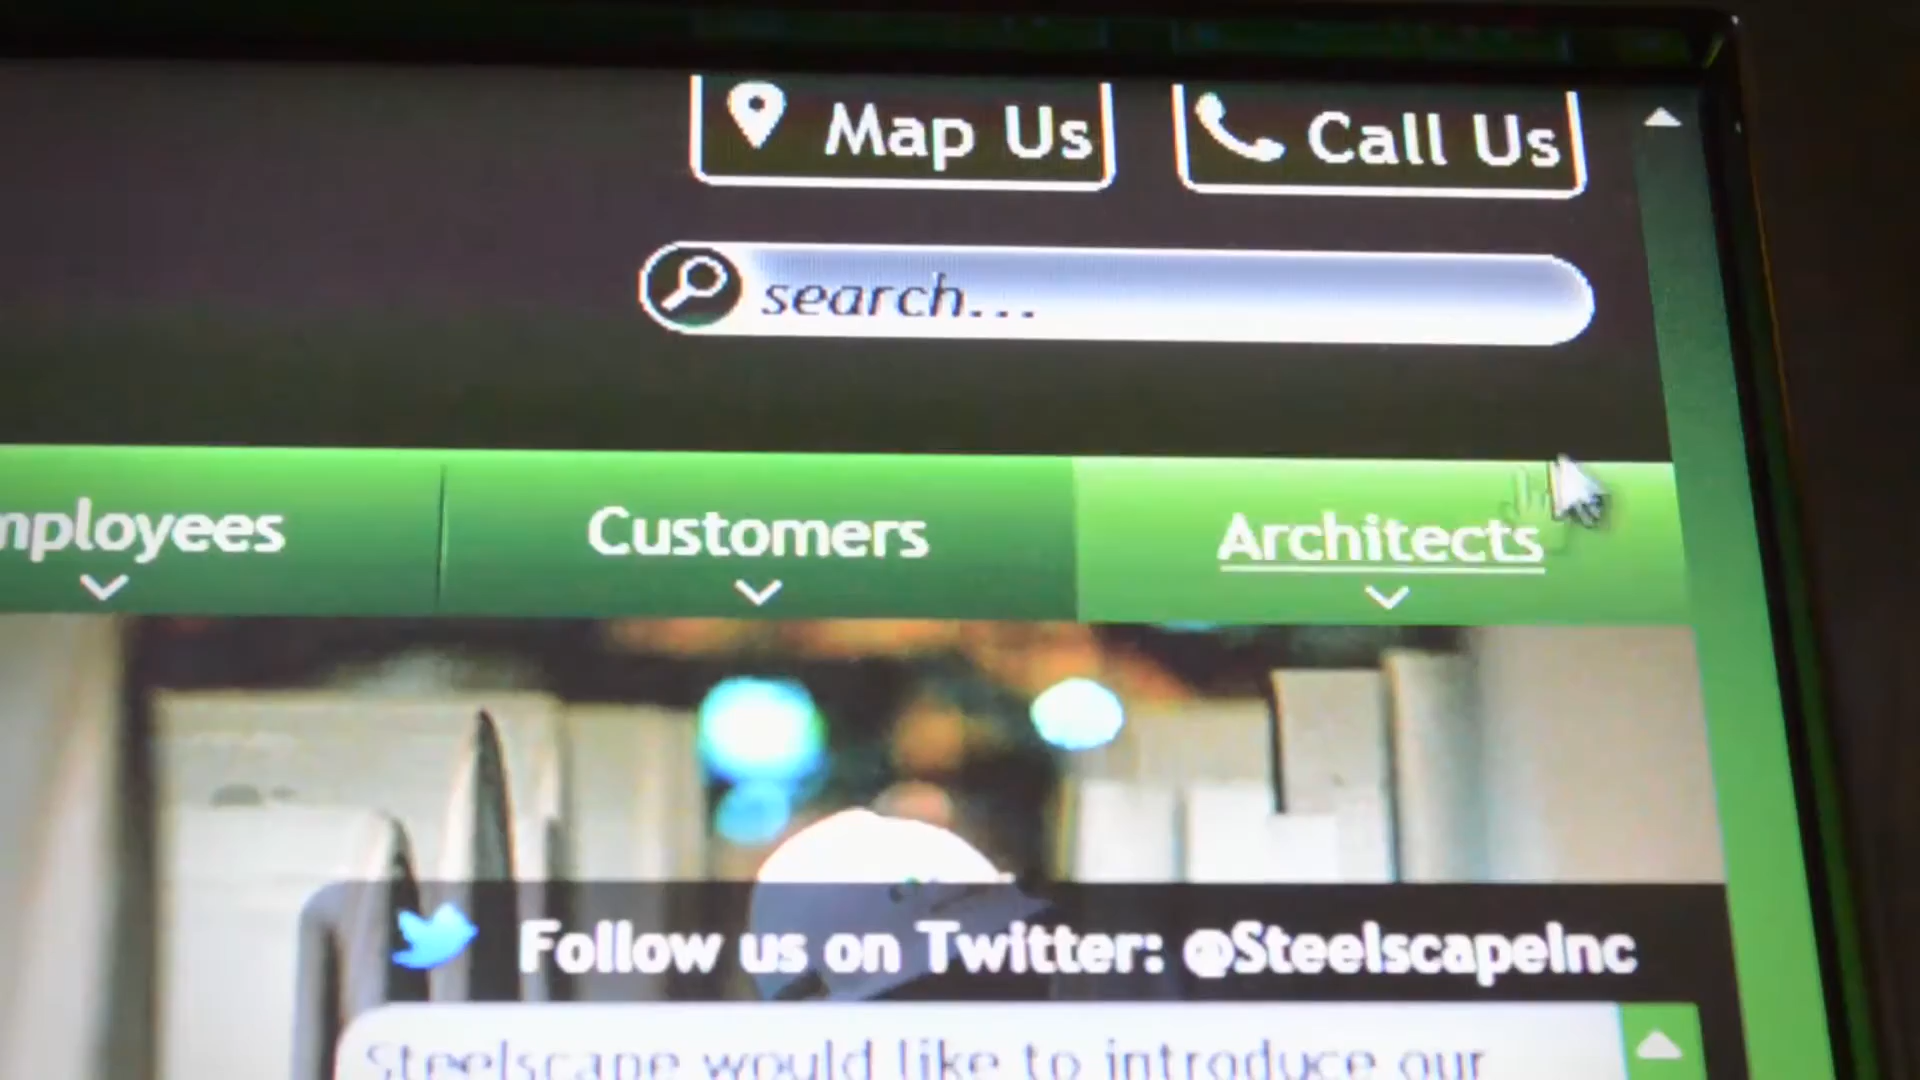 Map Us
Call Us
search...
mployees
Customers
Architects
Follow us on Twitter: @SteelscapeInc
Steelscape would like to introduce our